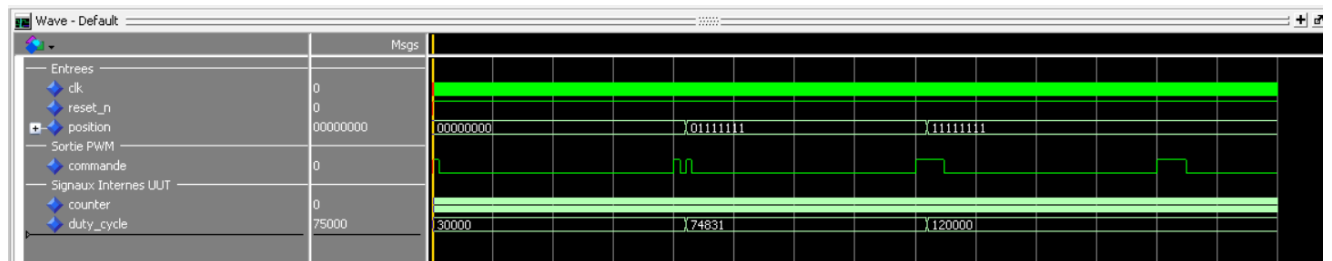 Wave - Default
Msgs
Entrees
clk 0
reset_n 0
position 00000000 00000000 01111111 11111111
Sortie PWM
commande 0
Signaux Internes UUT
counter 0
duty_cycle 75000 30000 74831 120000